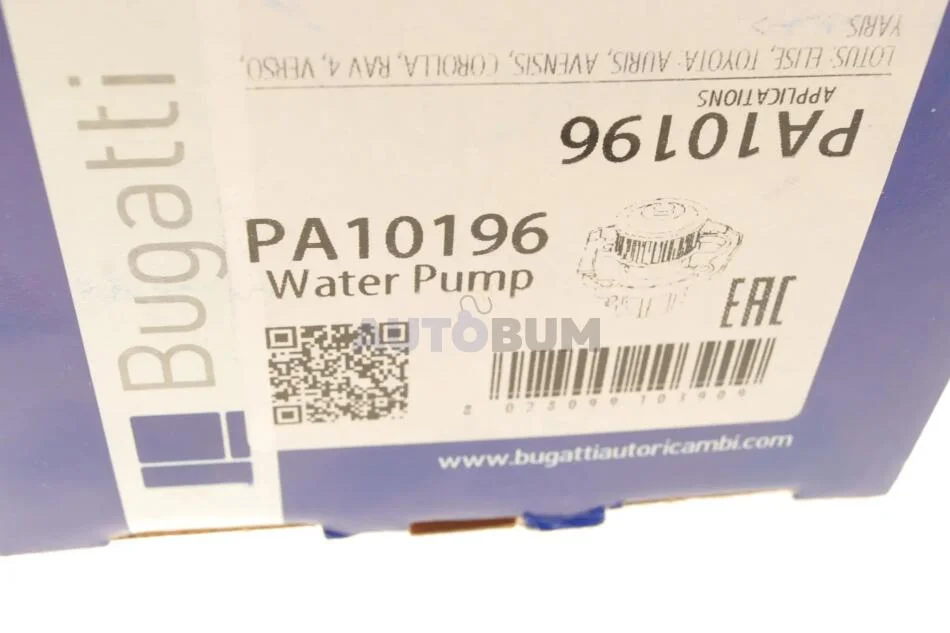 PA10196
APPLICATIONS
LOTUS: ELISE, TOYOTA: AURIS, AVENSIS, COROLLA, RAV 4, VERSO,
YARIS
Bugatti
PA10196
Water Pump
EAC
AUTOBUM
www.bugattiautoricambi.com